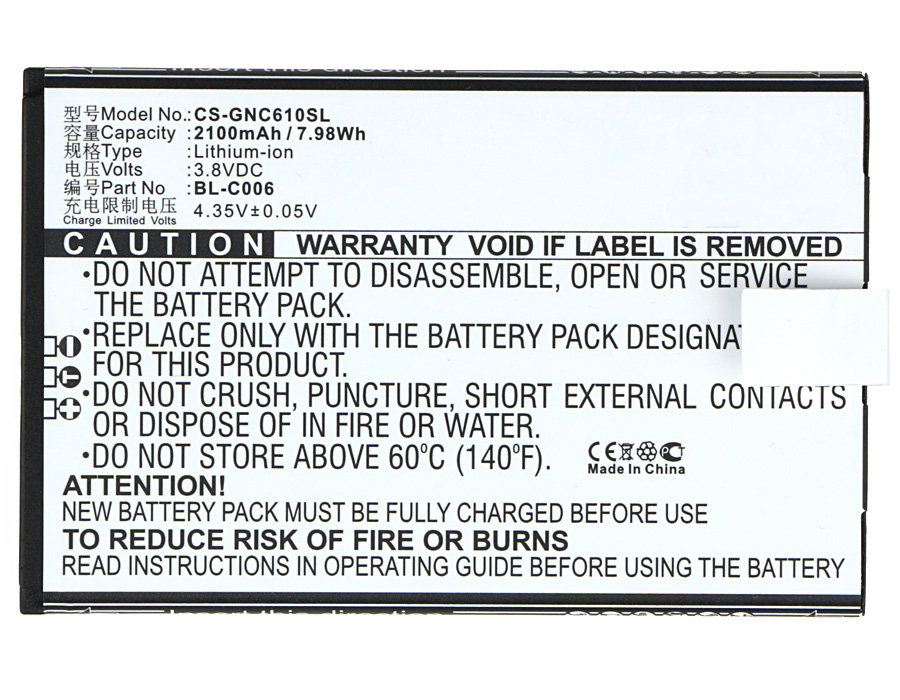 Insert this direction
型号Model No.:CS-GNC610SL
容量Capacity :2100mAh / 7.98Wh
规格Type :Lithium-ion
电压Volts :3.8VDC
编号Part No :BL-C006
充电限制电压 4.35V±0.05V
Charge Limited Volts
CAUTION WARRANTY VOID IF LABEL IS REMOVED
•DO NOT ATTEMPT TO DISASSEMBLE, OPEN OR SERVICE
THE BATTERY PACK.
•REPLACE ONLY WITH THE BATTERY PACK
FOR THIS PRODUCT.
•DO NOT CRUSH, PUNCTURE, SHORT EXTERNAL CONTACTS
OR DISPOSE OF IN FIRE OR WATER.
•DO NOT STORE ABOVE 60°C (140°F).
CE
Made In China
ATTENTION!
NEW BATTERY PACK MUST BE FULLY CHARGED BEFORE USE
TO REDUCE RISK OF FIRE OR BURNS
READ INSTRUCTIONS IN OPERATING GUIDE BEFORE USING THE BATTERY
Insert this direction